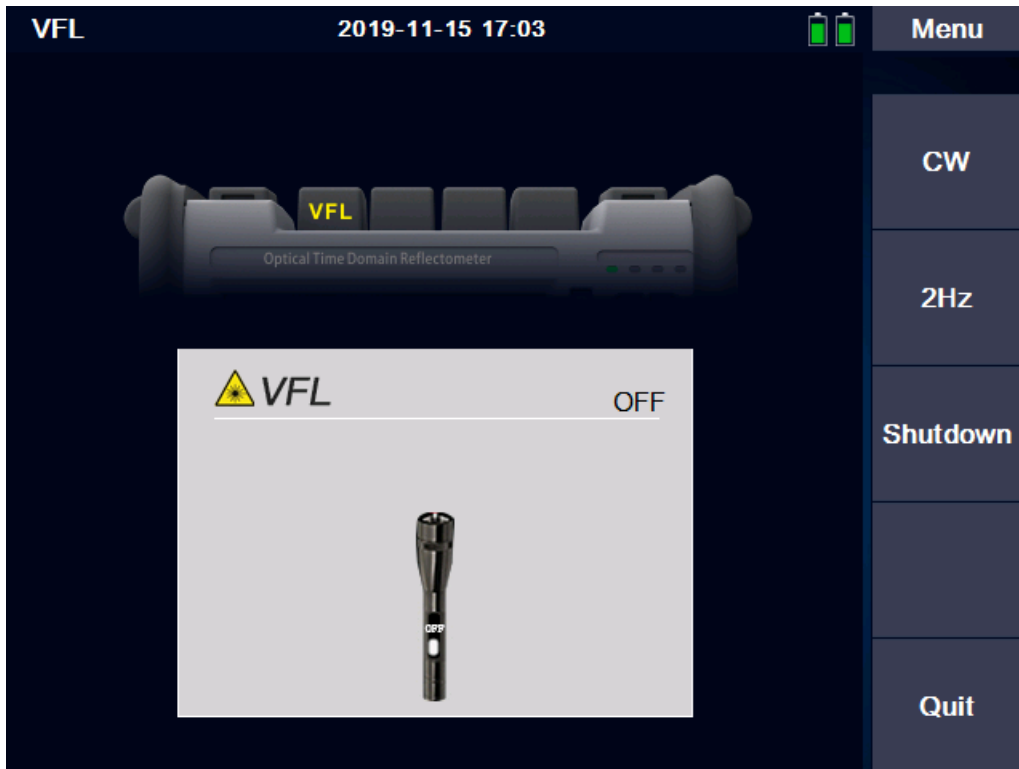 VFL
2019-11-15 17:03
Menu
CW
2Hz
Shutdown
Quit
VFL
Optical Time Domain Reflectometer
VFL
OFF
OFF